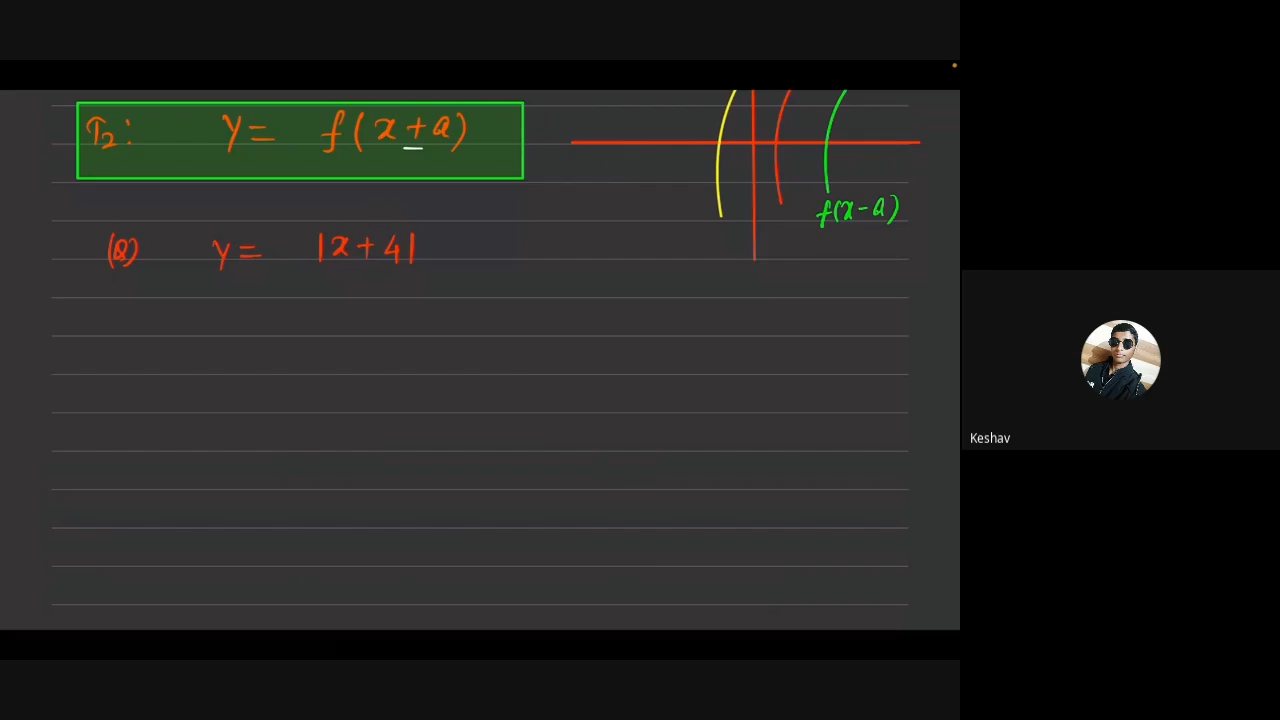 T₂: y = f(x+a)
f(x-a)
(Q) y = |x+4|
Keshav